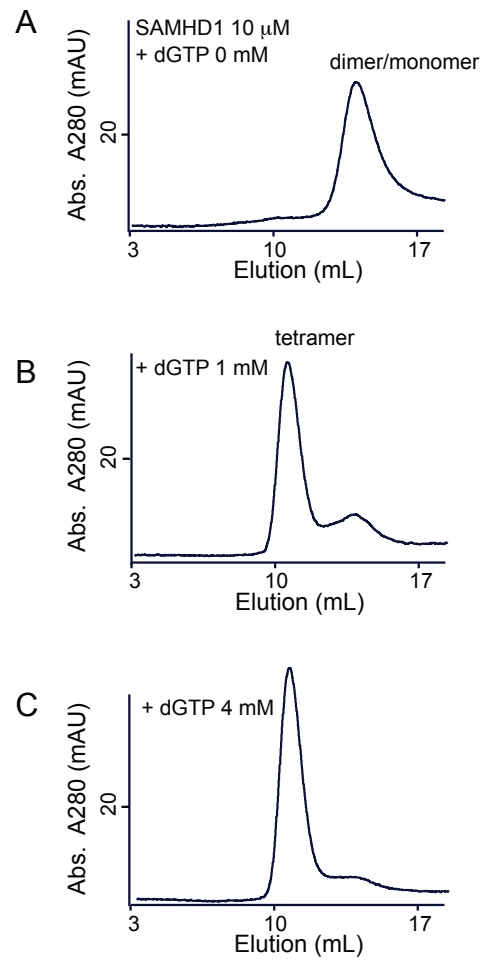 A
SAMHD1 10 μM
+ dGTP 0 mM
dimer/monomer
Abs. A280 (mAU)
20
3 10 17
Elution (mL)
tetramer
B
+ dGTP 1 mM
Abs. A280 (mAU)
20
3 10 17
Elution (mL)
C
+ dGTP 4 mM
Abs. A280 (mAU)
20
3 10 17
Elution (mL)